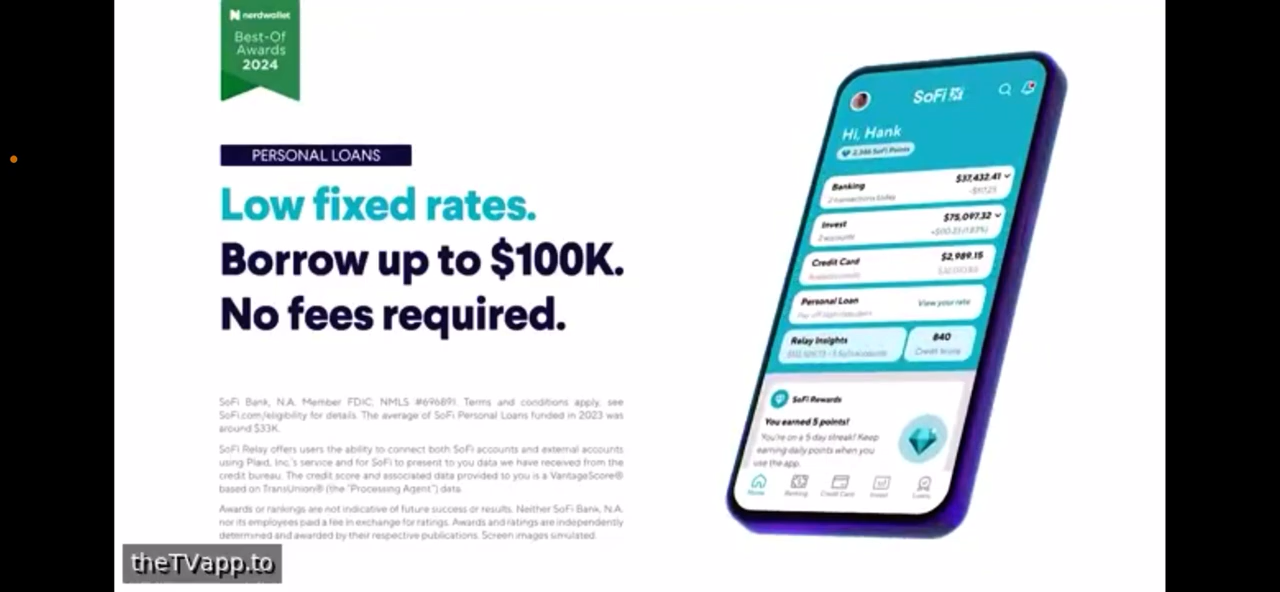 nerdwallet
Best-Of
Awards
2024
PERSONAL LOANS
Low fixed rates.
Borrow up to $100K.
No fees required.
SoFi Bank, N.A. Member FDIC. NMLS #696891. Terms and conditions apply, see
SoFi.com/eligibility for details. The average of SoFi Personal Loans funded in 2023 was
around $33K.
SoFi Relay offers users the ability to connect both SoFi accounts and external accounts
using Plaid, Inc.'s service and for SoFi to present to you data we have received from the
credit bureau. The credit score and associated data provided to you is a VantageScore®
based on TransUnion® (the "Processing Agent") data.
Awards or rankings are not indicative of future success or results. Neither SoFi Bank, N.A.
nor its employees paid a fee in exchange for ratings. Awards and ratings are independently
determined and awarded by their respective publications. Screen images simulated.
theTVapp.to
SoFi
Hi, Hank
SoFi Points
Banking $37,432.41
2 transactions today
Invest $75,097.32
2 accounts
Credit Card $2,989.15
Personal Loan View your rate
Relay Insights 840
Credit Score
SoFi Rewards
You earned 5 points!
You're on a 5 day streak! Keep
earning daily points when you
use the app.
Home Banking Credit Card Invest Loans